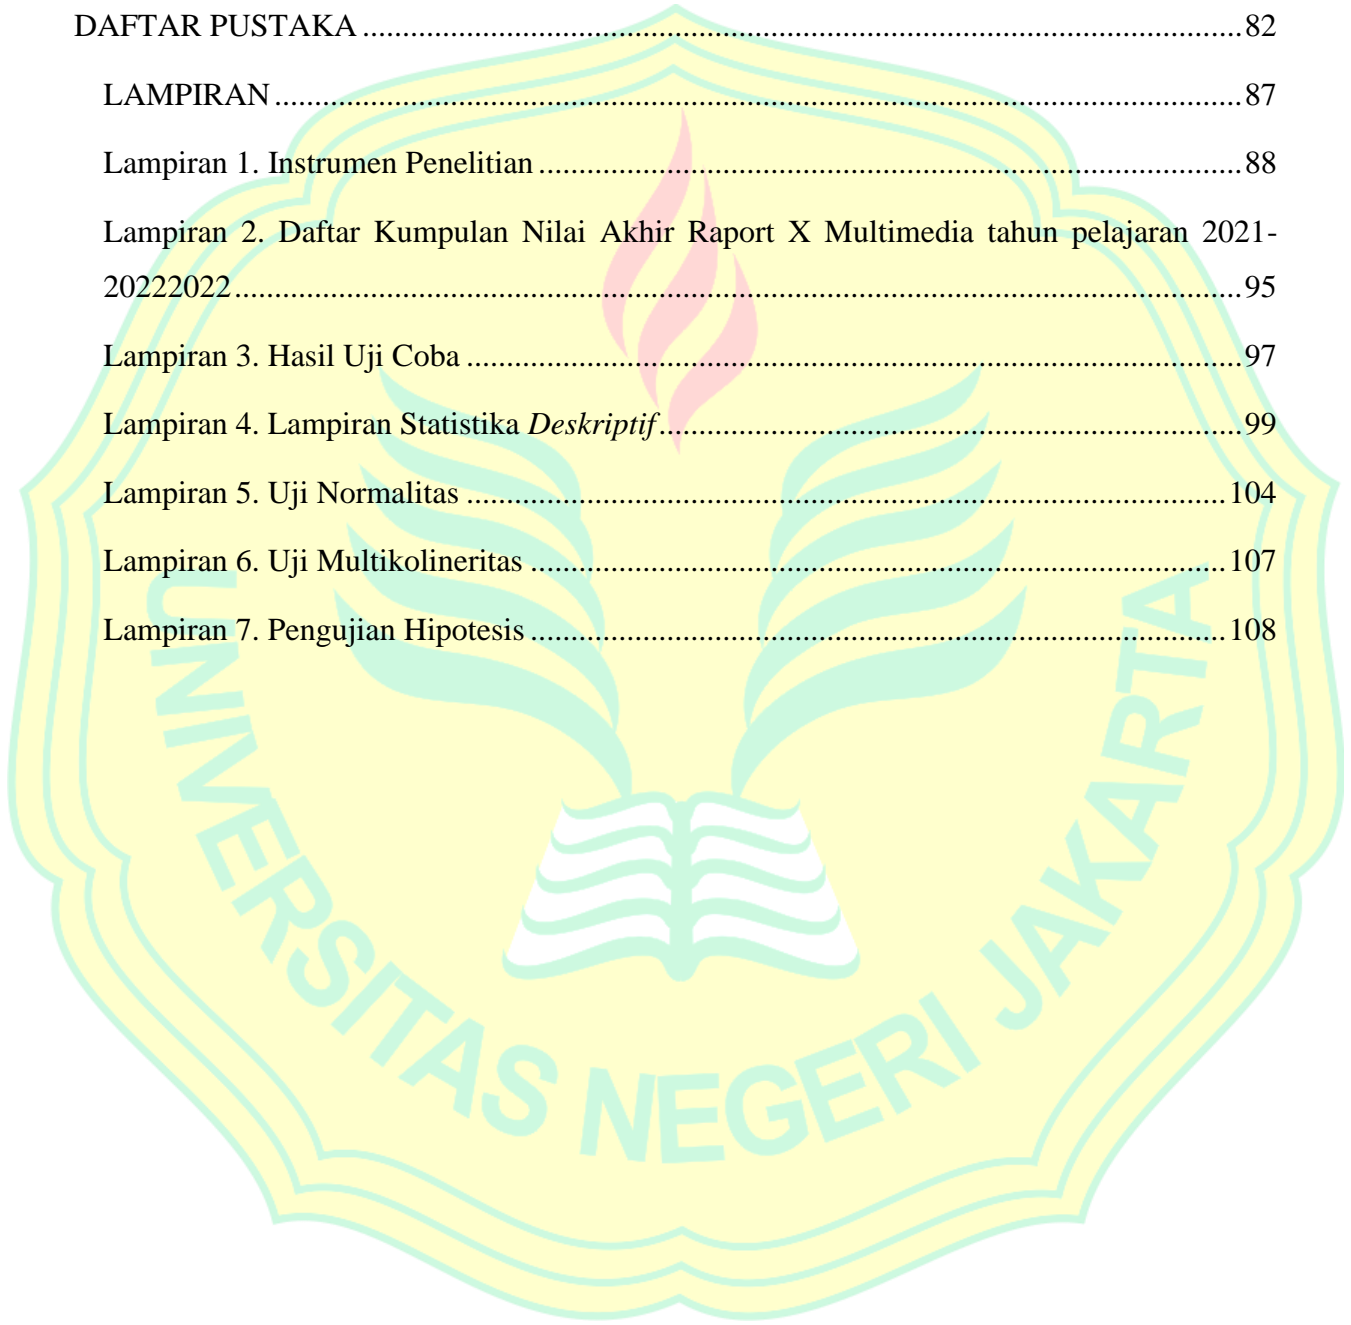 DAFTAR PUSTAKA ........................................................................................................ 82
LAMPIRAN ........................................................................................................ 87
Lampiran 1. Instrumen Penelitian ........................................................................................................ 88
Lampiran 2. Daftar Kumpulan Nilai Akhir Raport X Multimedia tahun pelajaran 2021-
20222022 ........................................................................................................ 95
Lampiran 3. Hasil Uji Coba ........................................................................................................ 97
Lampiran 4. Lampiran Statistika Deskriptif ........................................................................................................ 99
Lampiran 5. Uji Normalitas ........................................................................................................ 104
Lampiran 6. Uji Multikolineritas ........................................................................................................ 107
Lampiran 7. Pengujian Hipotesis ........................................................................................................ 108
UNIVERSITAS NEGERI JAKARTA